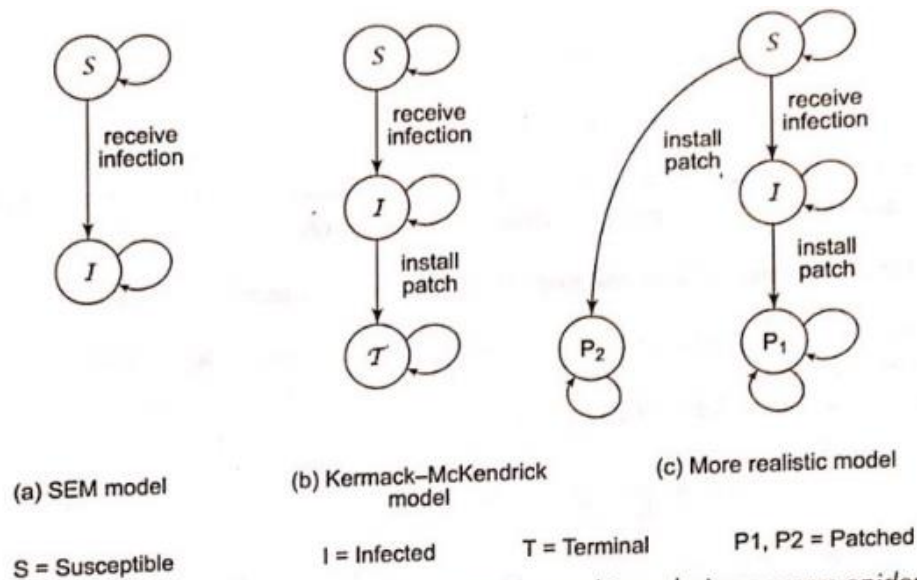 S
receive
infection
I
(a) SEM model
S
receive
infection
I
install
patch
T
(b) Kermack–McKendrick
model
S
install
patch
receive
infection
I
install
patch
P2
P1
(c) More realistic model
S = Susceptible
I = Infected
T = Terminal
P1, P2 = Patched